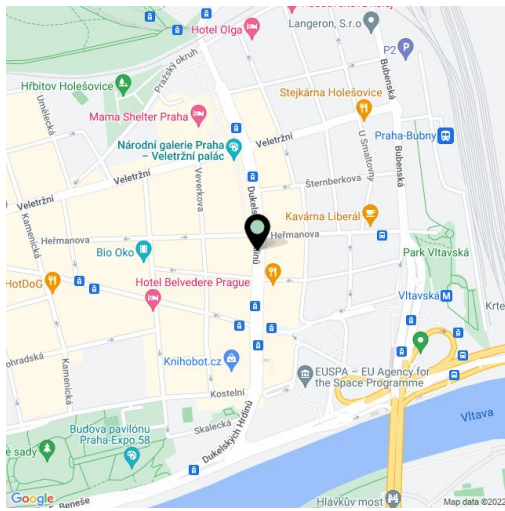 Hotel Olga
Langeron, S.r.o
P2
Pražský okruh
Hřbitov Holešovice
Umělecká
Stejkárna Holešovice
Mama Shelter Praha
Bubenská
Národní galerie Praha
– Veletržní palác
Veletržní
U Smaltovny
Praha-Bubny
Veletržní
Šternberkova
Bubenská
Veverkova
Kamenická
Kavárna Liberál
Heřmanova
Heřmanova
Bio Oko
Park Vltavská
HotDoG
Hotel Belvedere Prague
Vltavská
Kamenická
Knihobot.cz
EUSPA – EU Agency for
the Space Programme
Kostelní
Skalecká
Vltava
Budova pavilónu
Praha-Expo 58
Dukelských Hrdinů
Google
Hlávkův most
Map data ©2022